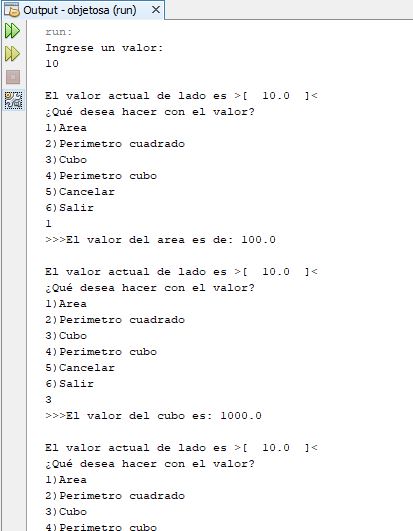 Output - objetosa (run)
run:
Ingrese un valor:
10
El valor actual de lado es >[  10.0  ]<
¿Qué desea hacer con el valor?
1)Area
2)Perimetro cuadrado
3)Cubo
4)Perimetro cubo
5)Cancelar
6)Salir
1
>>>El valor del area es de: 100.0
El valor actual de lado es >[  10.0  ]<
¿Qué desea hacer con el valor?
1)Area
2)Perimetro cuadrado
3)Cubo
4)Perimetro cubo
5)Cancelar
6)Salir
3
>>>El valor del cubo es: 1000.0
El valor actual de lado es >[  10.0  ]<
¿Qué desea hacer con el valor?
1)Area
2)Perimetro cuadrado
3)Cubo
4)Perimetro cubo